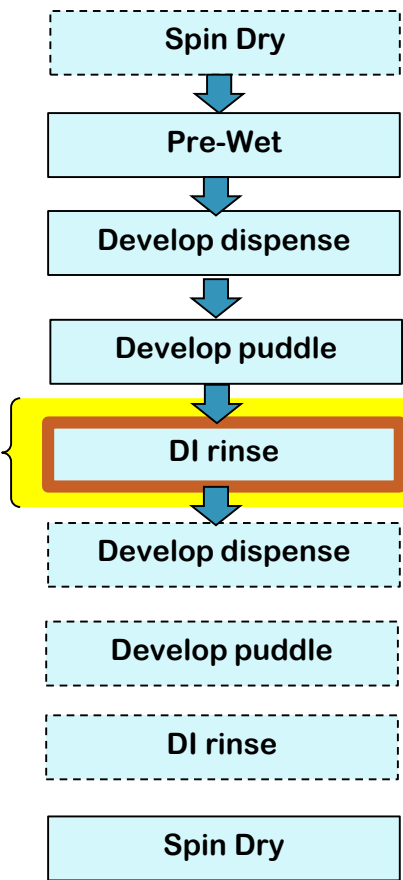 Spin Dry
Pre-Wet
Develop dispense
Develop puddle
DI rinse
Develop dispense
Develop puddle
DI rinse
Spin Dry